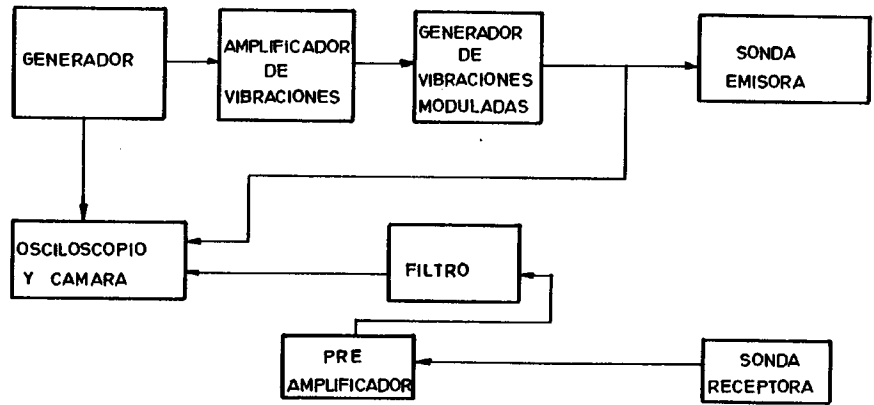 GENERADOR
AMPLIFICADOR
DE
VIBRACIONES
GENERADOR
DE
VIBRACIONES
MODULADAS
SONDA
EMISORA
OSCILOSCOPIO
Y CAMARA
FILTRO
PRE
AMPLIFICADOR
SONDA
RECEPTORA